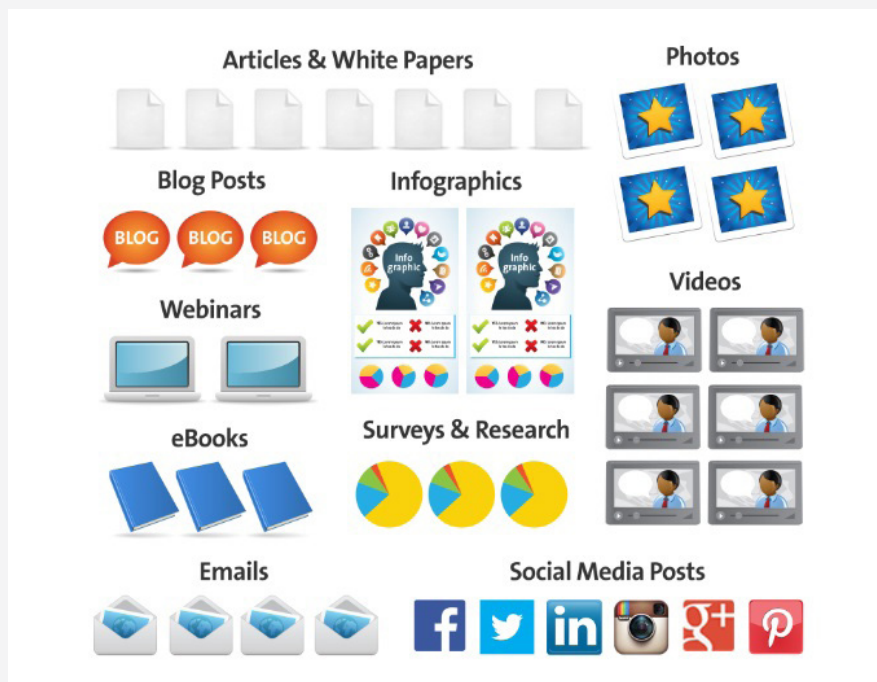 Articles & White Papers
Photos
Blog Posts
Infographics
BLOG
BLOG
BLOG
Info
graphic
Info
graphic
Webinars
Videos
eBooks
Surveys & Research
Emails
Social Media Posts
f
in
g+